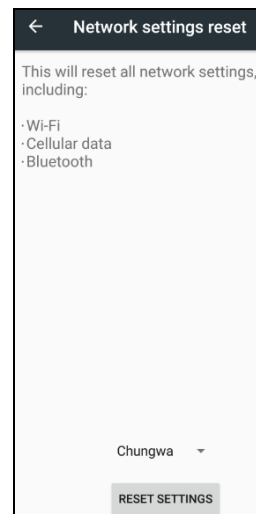 Network settings reset
This will reset all network settings,
including:
·Wi-Fi
·Cellular data
·Bluetooth
Chungwa
RESET SETTINGS